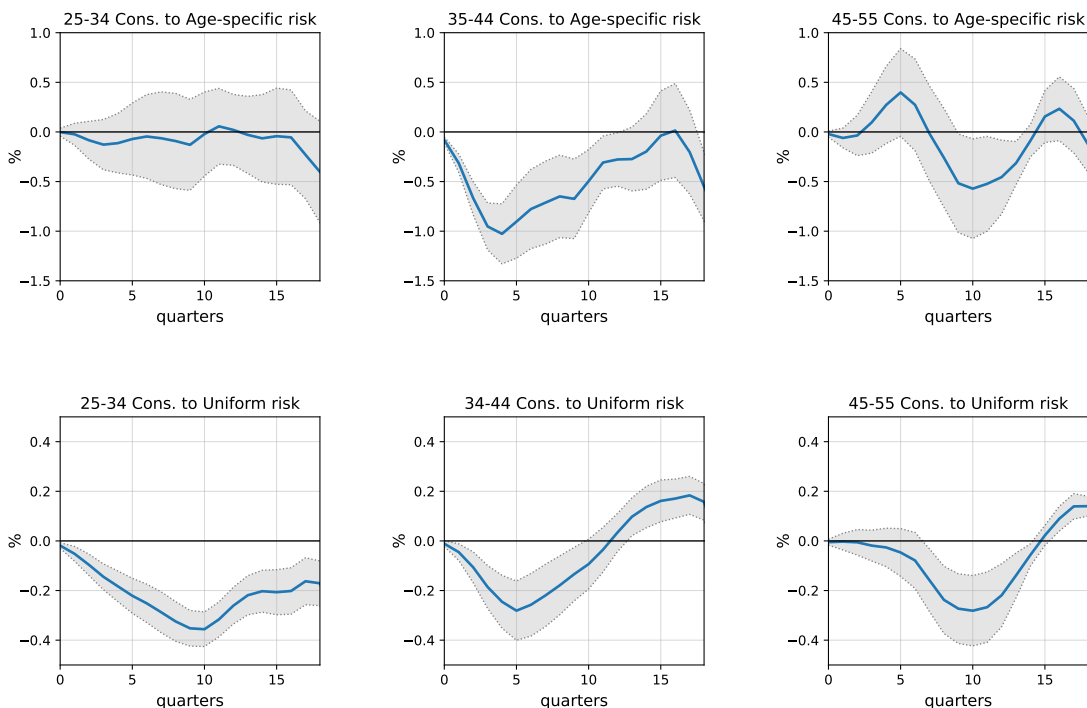 25-34 Cons. to Age-specific risk
1.0
0.5
0.0
−0.5
−1.0
−1.5
%
0 5 10 15
quarters
35-44 Cons. to Age-specific risk
1.0
0.5
0.0
−0.5
−1.0
−1.5
%
0 5 10 15
quarters
45-55 Cons. to Age-specific risk
1.0
0.5
0.0
−0.5
−1.0
−1.5
%
0 5 10 15
quarters
25-34 Cons. to Uniform risk
0.4
0.2
0.0
−0.2
−0.4
%
0 5 10 15
quarters
34-44 Cons. to Uniform risk
0.4
0.2
0.0
−0.2
−0.4
%
0 5 10 15
quarters
45-55 Cons. to Uniform risk
0.4
0.2
0.0
−0.2
−0.4
%
0 5 10 15
quarters